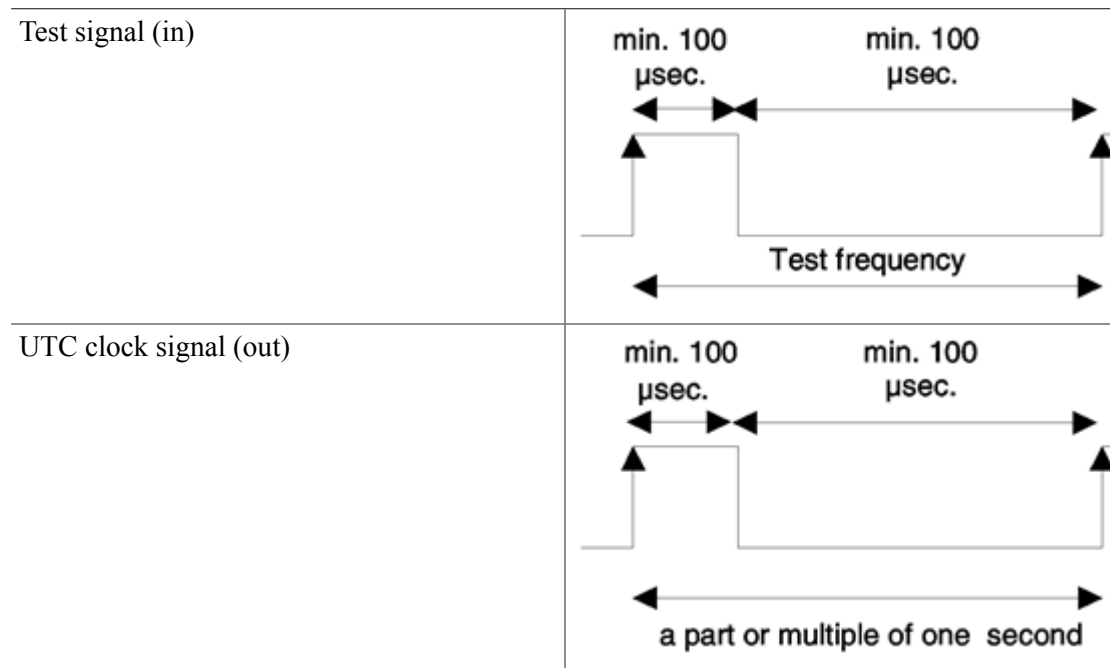 Test signal (in)
min. 100
µsec.
min. 100
µsec.
Test frequency
UTC clock signal (out)
min. 100
µsec.
min. 100
µsec.
a part or multiple of one second